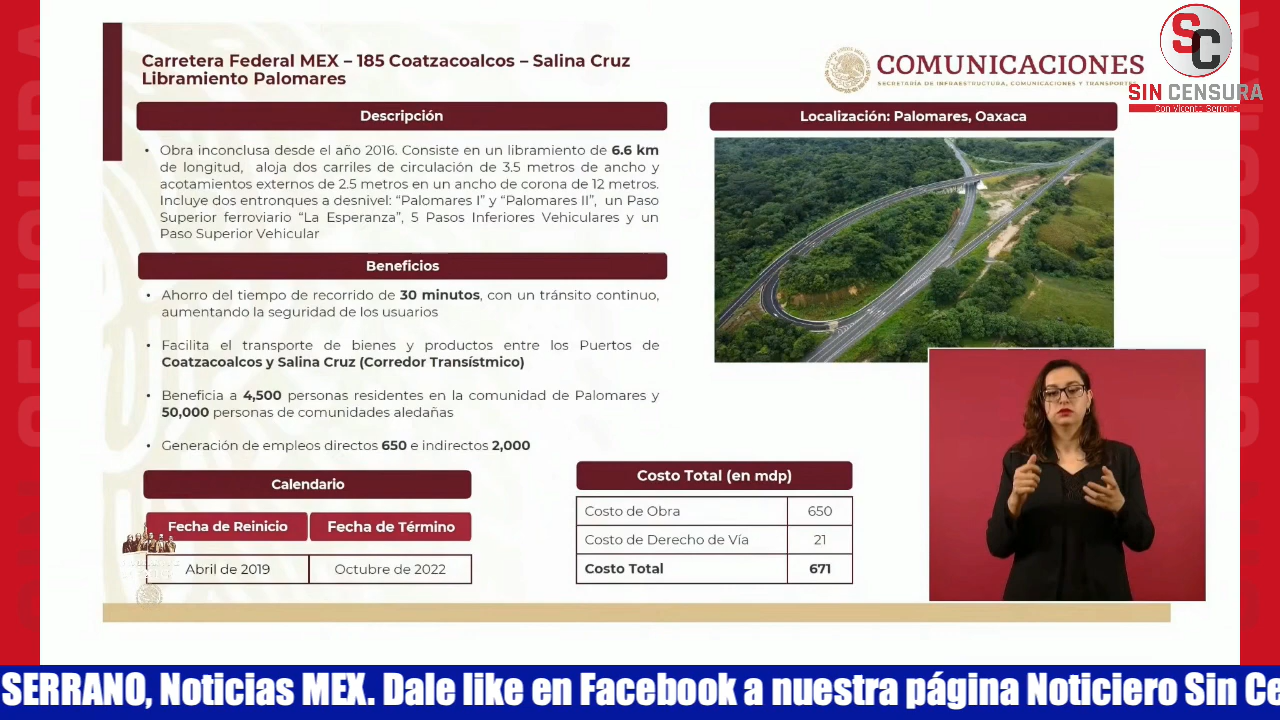 Carretera Federal MEX – 185 Coatzacoalcos – Salina Cruz
Libramiento Palomares
COMUNICACIONES
SECRETARÍA DE INFRAESTRUCTURA, COMUNICACIONES Y TRANSPORTES
SC
SIN CENSURA
Con Vicente Serrano
Descripción
• Obra inconclusa desde el año 2016. Consiste en un libramiento de 6.6 km
de longitud, aloja dos carriles de circulación de 3.5 metros de ancho y
acotamientos externos de 2.5 metros en un ancho de corona de 12 metros.
Incluye dos entronques a desnivel: “Palomares I” y “Palomares II”, un Paso
Superior ferroviario “La Esperanza”, 5 Pasos Inferiores Vehiculares y un
Paso Superior Vehicular
Localización: Palomares, Oaxaca
Beneficios
• Ahorro del tiempo de recorrido de 30 minutos, con un tránsito continuo,
aumentando la seguridad de los usuarios
• Facilita el transporte de bienes y productos entre los Puertos de
Coatzacoalcos y Salina Cruz (Corredor Transístmico)
• Beneficia a 4,500 personas residentes en la comunidad de Palomares y
50,000 personas de comunidades aledañas
• Generación de empleos directos 650 e indirectos 2,000
Calendario
Fecha de Reinicio Fecha de Término
Abril de 2019 Octubre de 2022
Costo Total (en mdp)
Costo de Obra 650
Costo de Derecho de Vía 21
Costo Total 671
SERRANO, Noticias MEX. Dale like en Facebook a nuestra página Noticiero Sin Ce